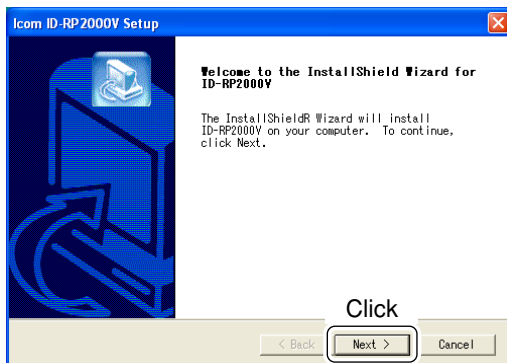 Icom ID-RP2000V Setup
Welcome to the InstallShield Wizard for
ID-RP2000V
The InstallShieldR Wizard will install
ID-RP2000V on your computer. To continue,
click Next.
Click
< Back
Next >
Cancel